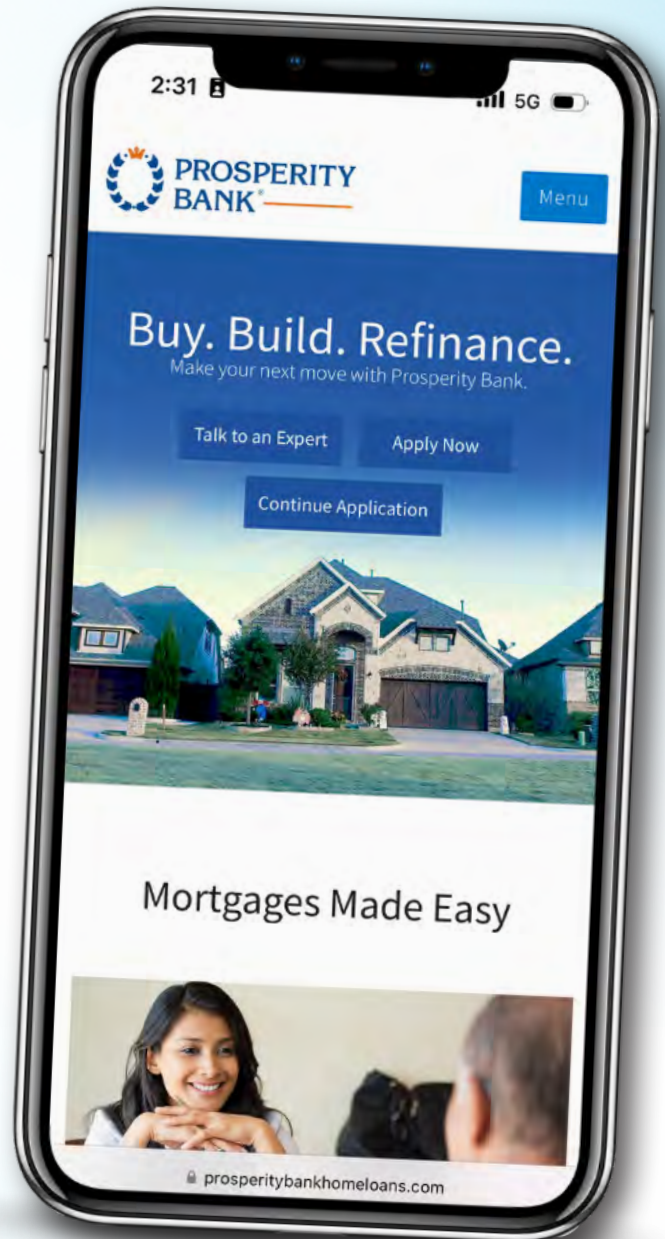 2:31
5G
PROSPERITY
BANK®
Menu
Buy. Build. Refinance.
Make your next move with Prosperity Bank.
Talk to an Expert
Apply Now
Continue Application
Mortgages Made Easy
prosperitybankhomeloans.com